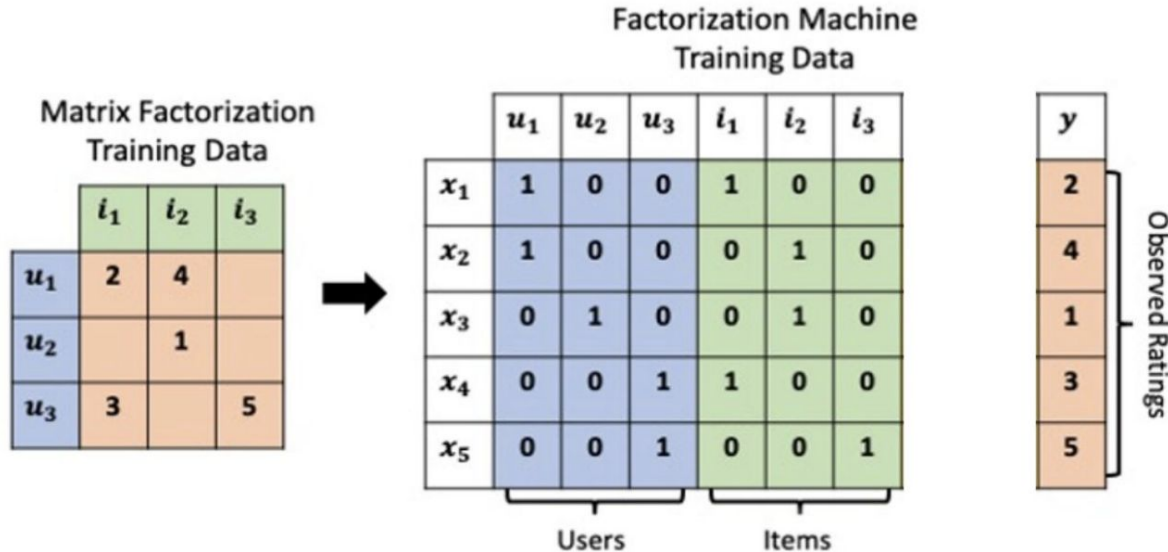 Matrix Factorization
Training Data
i₁ i₂ i₃
u₁ 2 4
u₂ 1
u₃ 3 5
Factorization Machine
Training Data
u₁ u₂ u₃ i₁ i₂ i₃
x₁ 1 0 0 1 0 0
x₂ 1 0 0 0 1 0
x₃ 0 1 0 0 1 0
x₄ 0 0 1 1 0 0
x₅ 0 0 1 0 0 1
Users Items
y
2
4
1
3
5
Observed Ratings